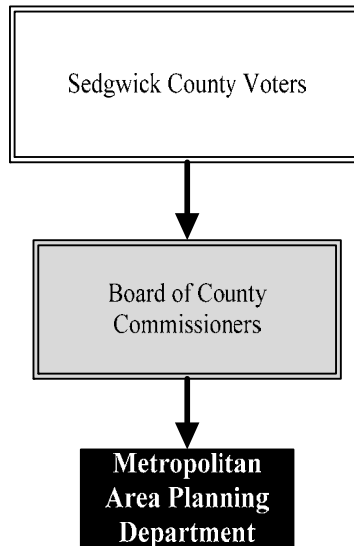 Sedgwick County Voters
Board of County
Commissioners
Metropolitan
Area Planning
Department